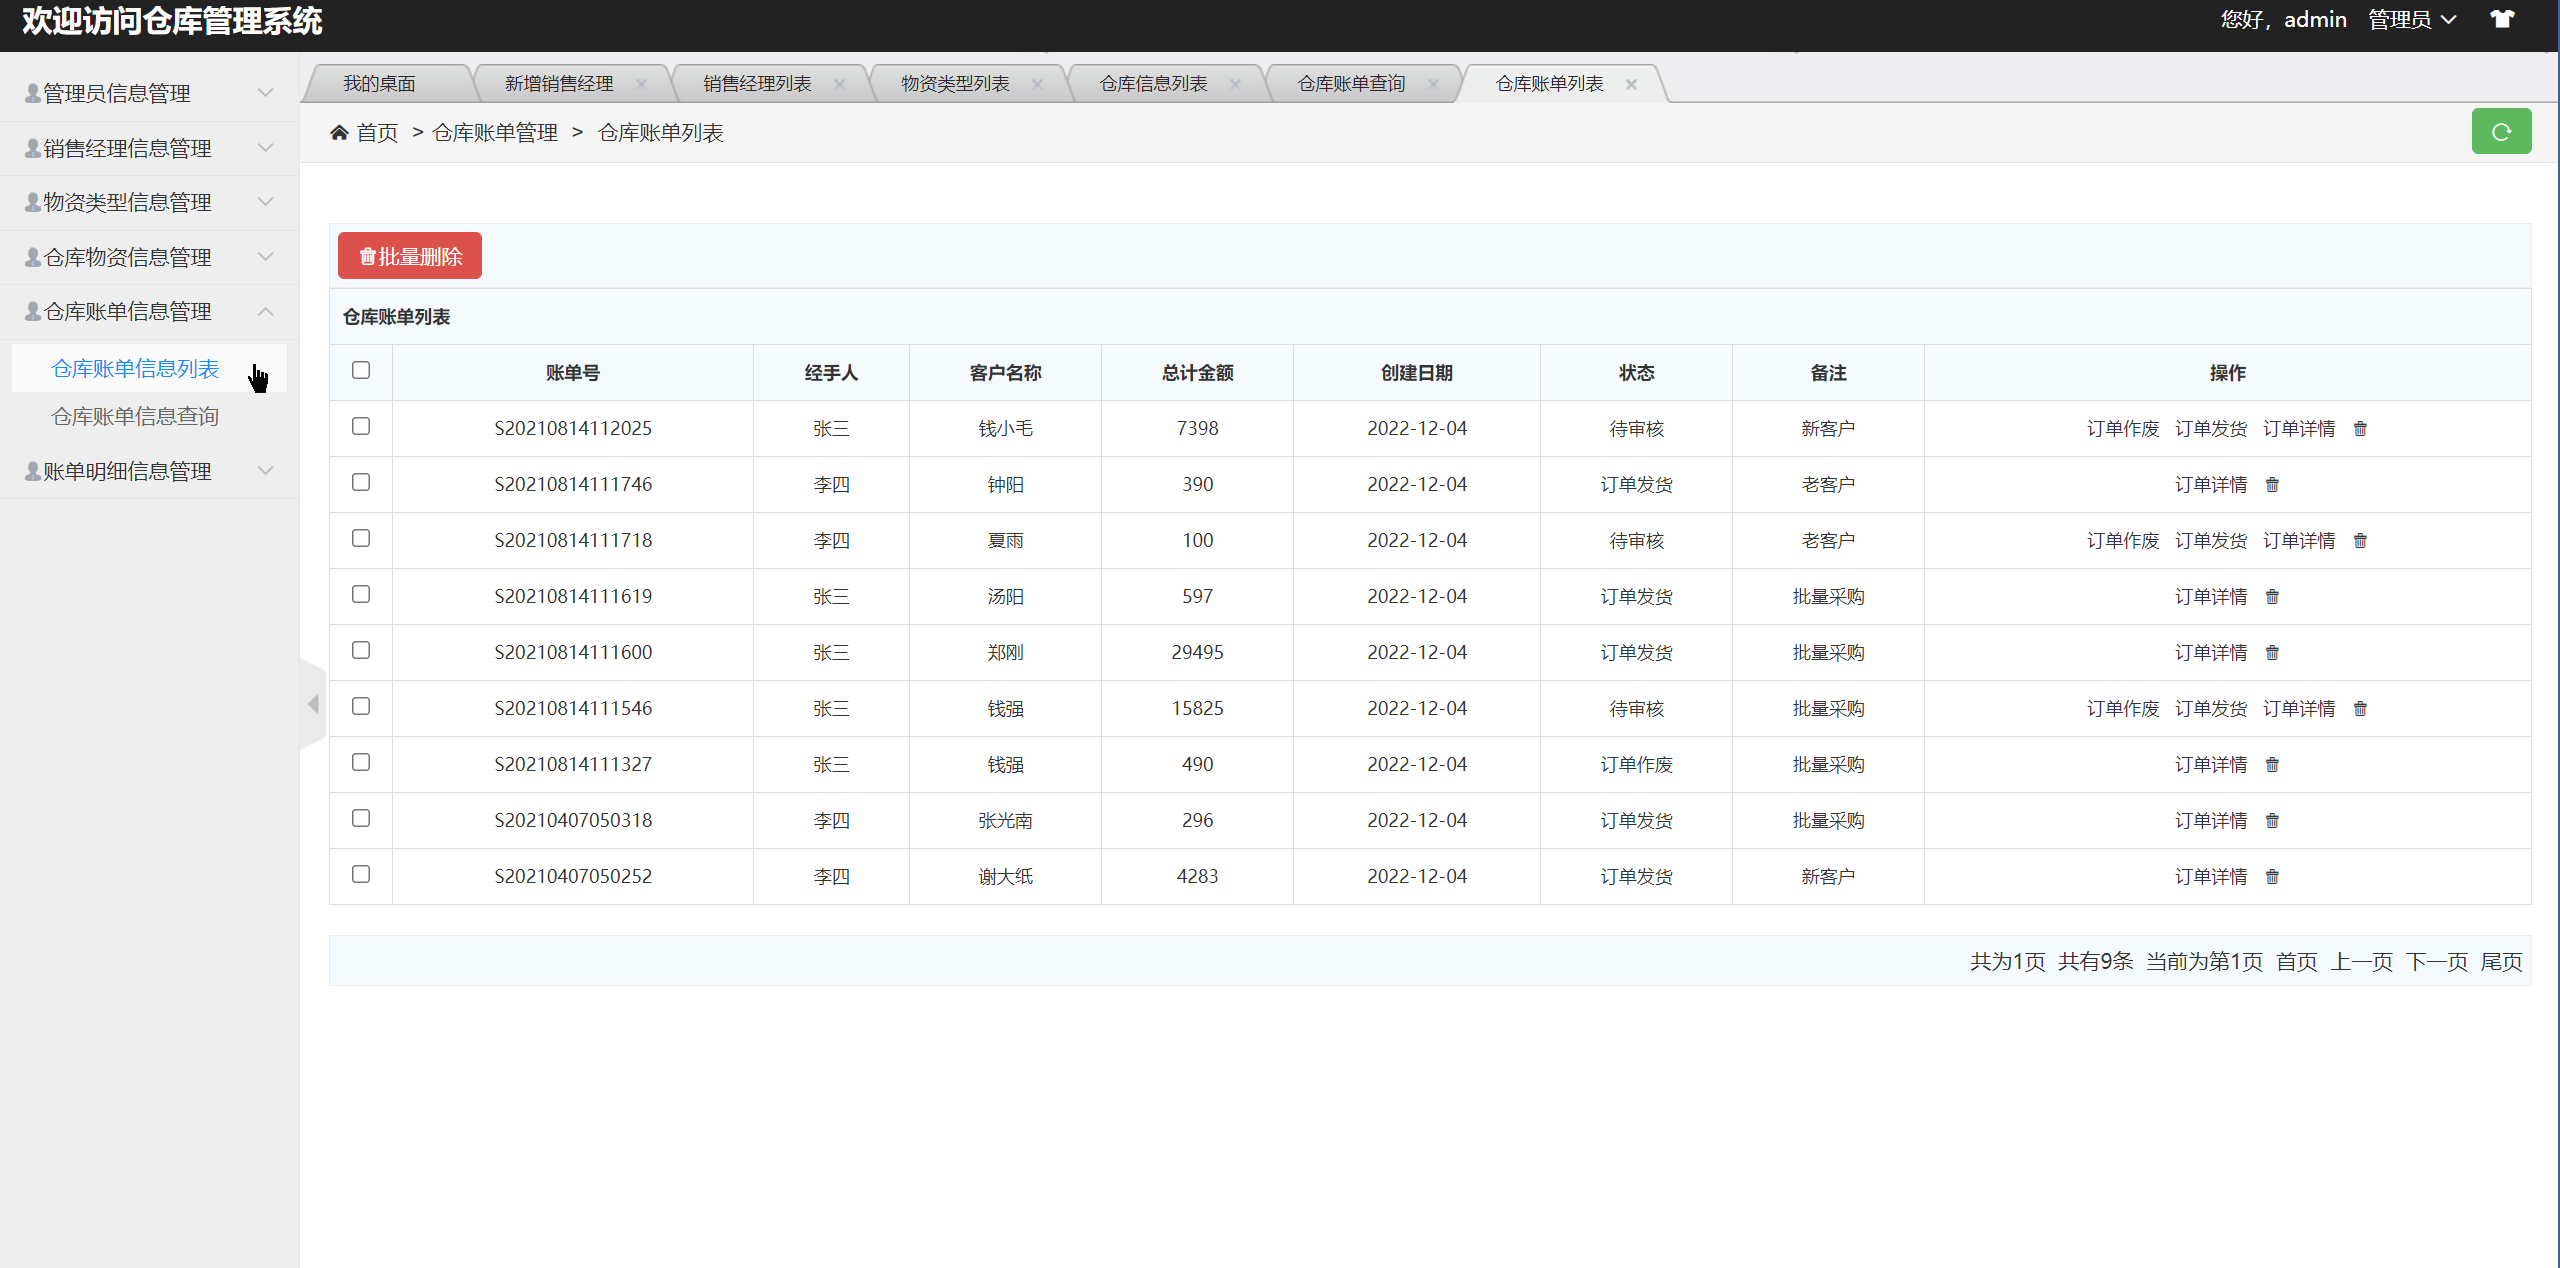 欢迎访问仓库管理系统
您好，admin 管理员
管理员信息管理
销售经理信息管理
物资类型信息管理
仓库物资信息管理
仓库账单信息管理
仓库账单信息列表
仓库账单信息查询
账单明细信息管理
我的桌面 新增销售经理 销售经理列表 物资类型列表 仓库信息列表 仓库账单查询 仓库账单列表
首页 > 仓库账单管理 > 仓库账单列表
批量删除
仓库账单列表
账单号 经手人 客户名称 总计金额 创建日期 状态 备注 操作
S20210814112025 张三 钱小毛 7398 2022-12-04 待审核 新客户 订单作废 订单发货 订单详情
S20210814111746 李四 钟阳 390 2022-12-04 订单发货 老客户 订单详情
S20210814111718 李四 夏雨 100 2022-12-04 待审核 老客户 订单作废 订单发货 订单详情
S20210814111619 张三 汤阳 597 2022-12-04 订单发货 批量采购 订单详情
S20210814111600 张三 郑刚 29495 2022-12-04 订单发货 批量采购 订单详情
S20210814111546 张三 钱强 15825 2022-12-04 待审核 批量采购 订单作废 订单发货 订单详情
S20210814111327 张三 钱强 490 2022-12-04 订单作废 批量采购 订单详情
S20210407050318 李四 张光南 296 2022-12-04 订单发货 批量采购 订单详情
S20210407050252 李四 谢大纸 4283 2022-12-04 订单发货 新客户 订单详情
共为1页 共有9条 当前为第1页 首页 上一页 下一页 尾页